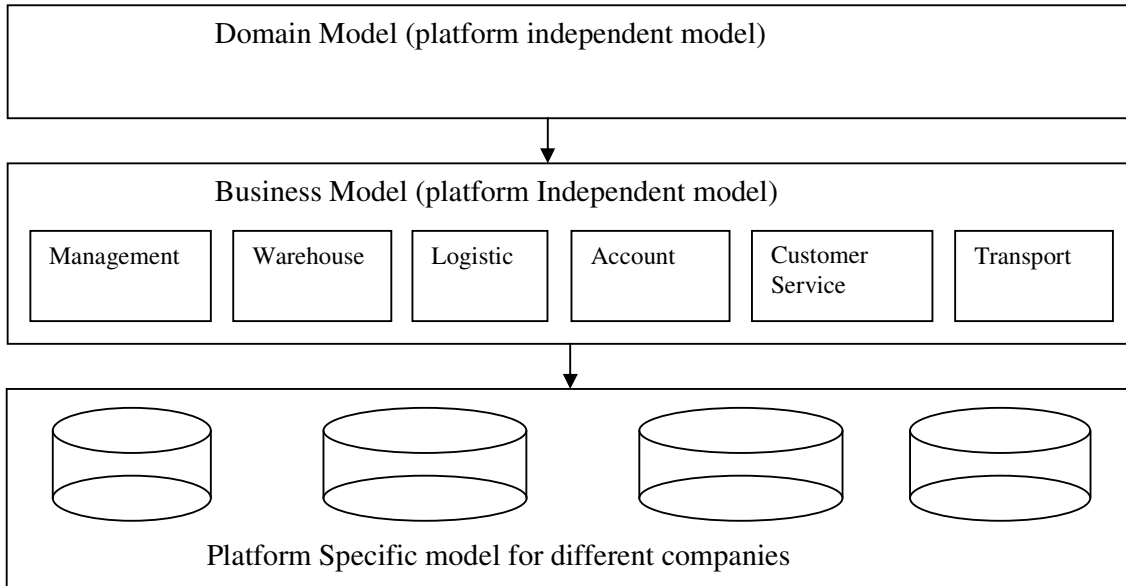 Domain Model (platform independent model)
Business Model (platform Independent model)
Management
Warehouse
Logistic
Account
Customer
Service
Transport
Platform Specific model for different companies